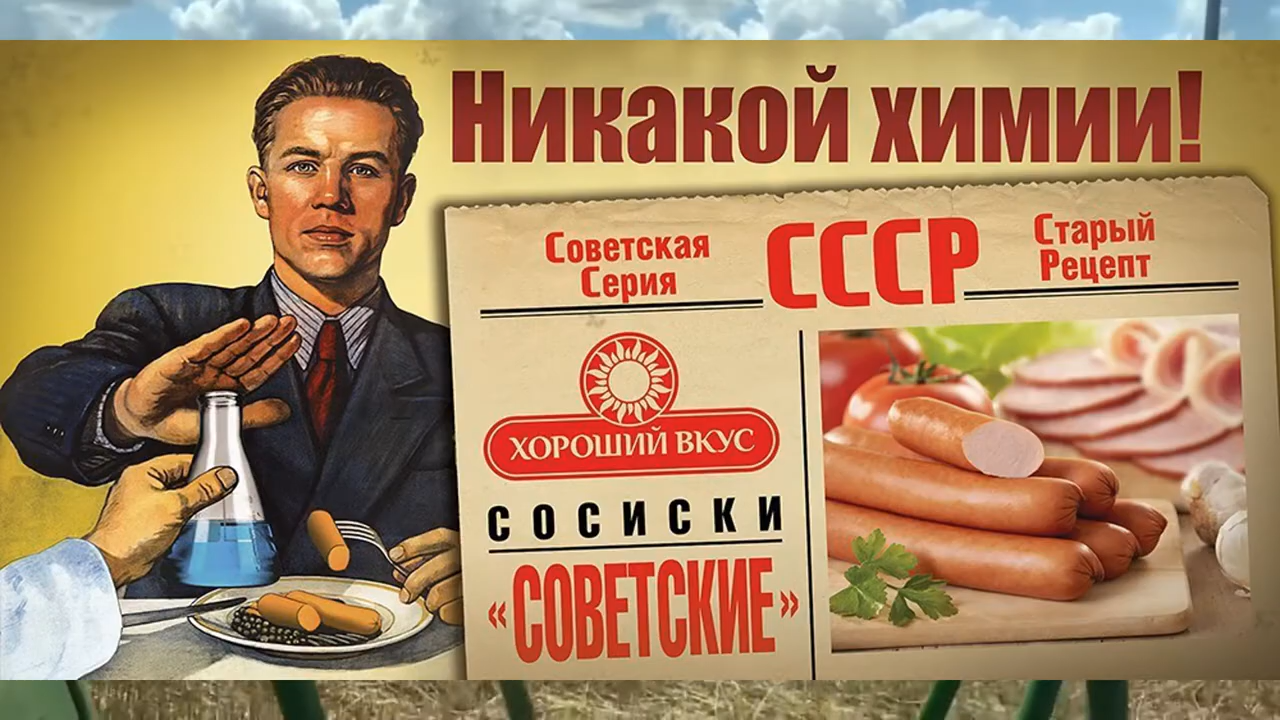 Никакой химии!
Советская
Серия
СССР
Старый
Рецепт
ХОРОШИЙ ВКУС
СОСИСКИ
«СОВЕТСКИЕ»